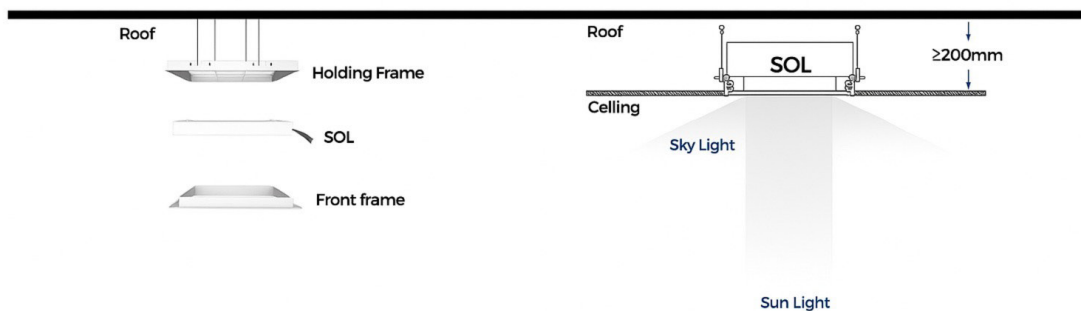 Roof
Holding Frame
SOL
Front frame
Roof
SOL
≥200mm
Celling
Sky Light
Sun Light